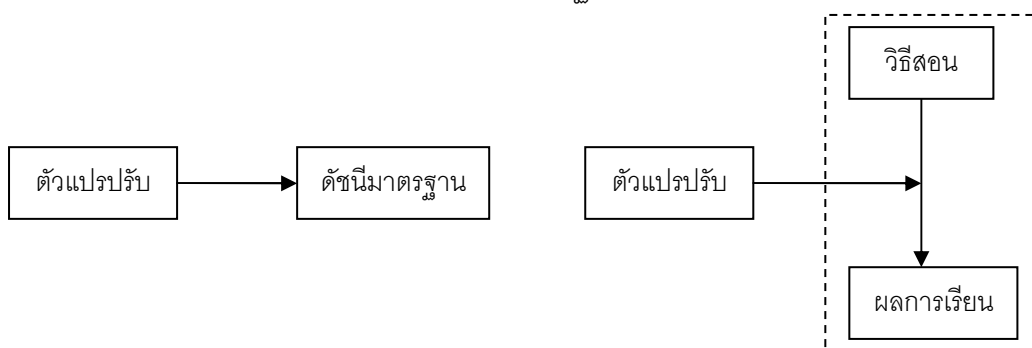 วิธีสอน
ตัวแปรปรับ
ดัชนีมาตรฐาน
ตัวแปรปรับ
ผลการเรียน